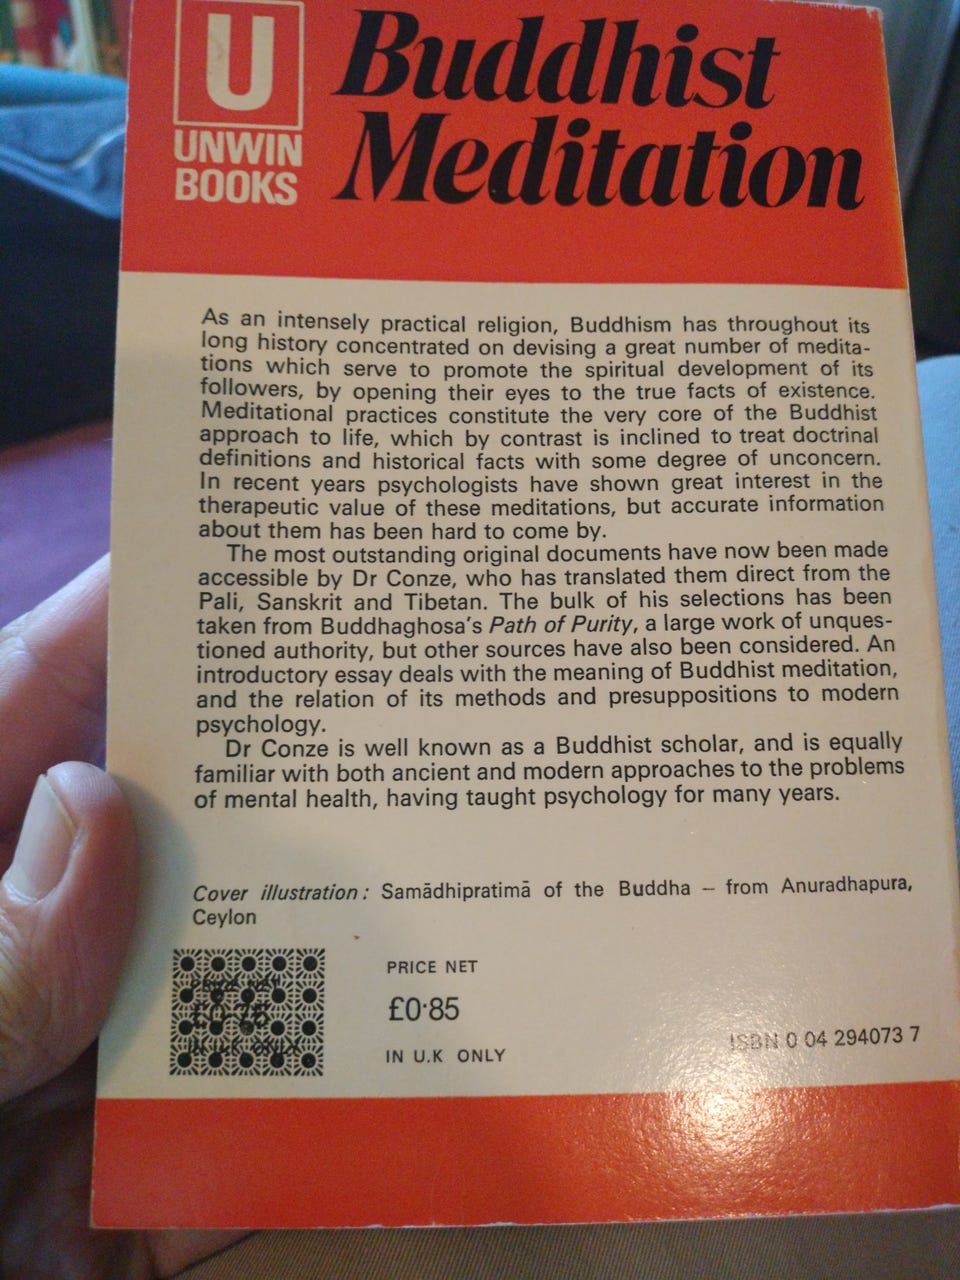 U
UNWIN
BOOKS
Buddhist
Meditation
As an intensely practical religion, Buddhism has throughout its
long history concentrated on devising a great number of medita-
tions which serve to promote the spiritual development of its
followers, by opening their eyes to the true facts of existence.
Meditational practices constitute the very core of the Buddhist
approach to life, which by contrast is inclined to treat doctrinal
definitions and historical facts with some degree of unconcern.
In recent years psychologists have shown great interest in the
therapeutic value of these meditations, but accurate information
about them has been hard to come by.
The most outstanding original documents have now been made
accessible by Dr Conze, who has translated them direct from the
Pali, Sanskrit and Tibetan. The bulk of his selections has been
taken from Buddhaghosa's Path of Purity, a large work of unques-
tioned authority, but other sources have also been considered. An
introductory essay deals with the meaning of Buddhist meditation,
and the relation of its methods and presuppositions to modern
psychology.
Dr Conze is well known as a Buddhist scholar, and is equally
familiar with both ancient and modern approaches to the problems
of mental health, having taught psychology for many years.
Cover illustration: Samādhipratimā of the Buddha – from Anuradhapura,
Ceylon
PRICE NET
£0·85
IN U.K ONLY
ISBN 0 04 294073 7